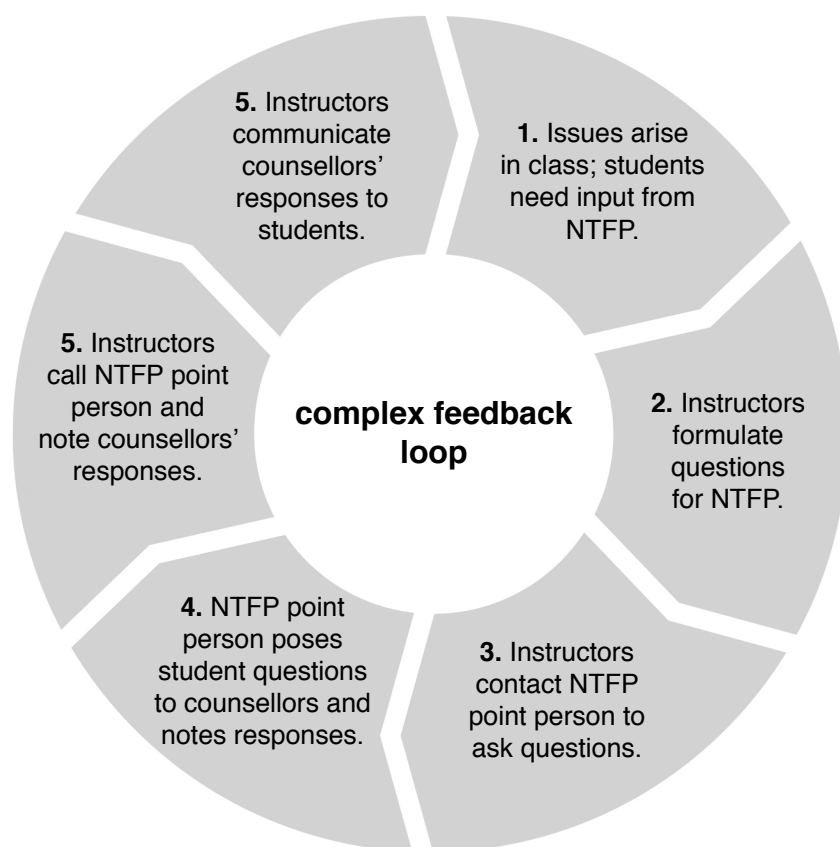 1. Issues arise
in class; students
need input from
NTFP.
2. Instructors
formulate
questions
for NTFP.
3. Instructors
contact NTFP
point person to
ask questions.
4. NTFP point
person poses
student questions
to counsellors and
notes responses.
5. Instructors
call NTFP point
person and
note counsellors’
responses.
5. Instructors
communicate
counsellors’
responses to
students.
complex feedback
loop